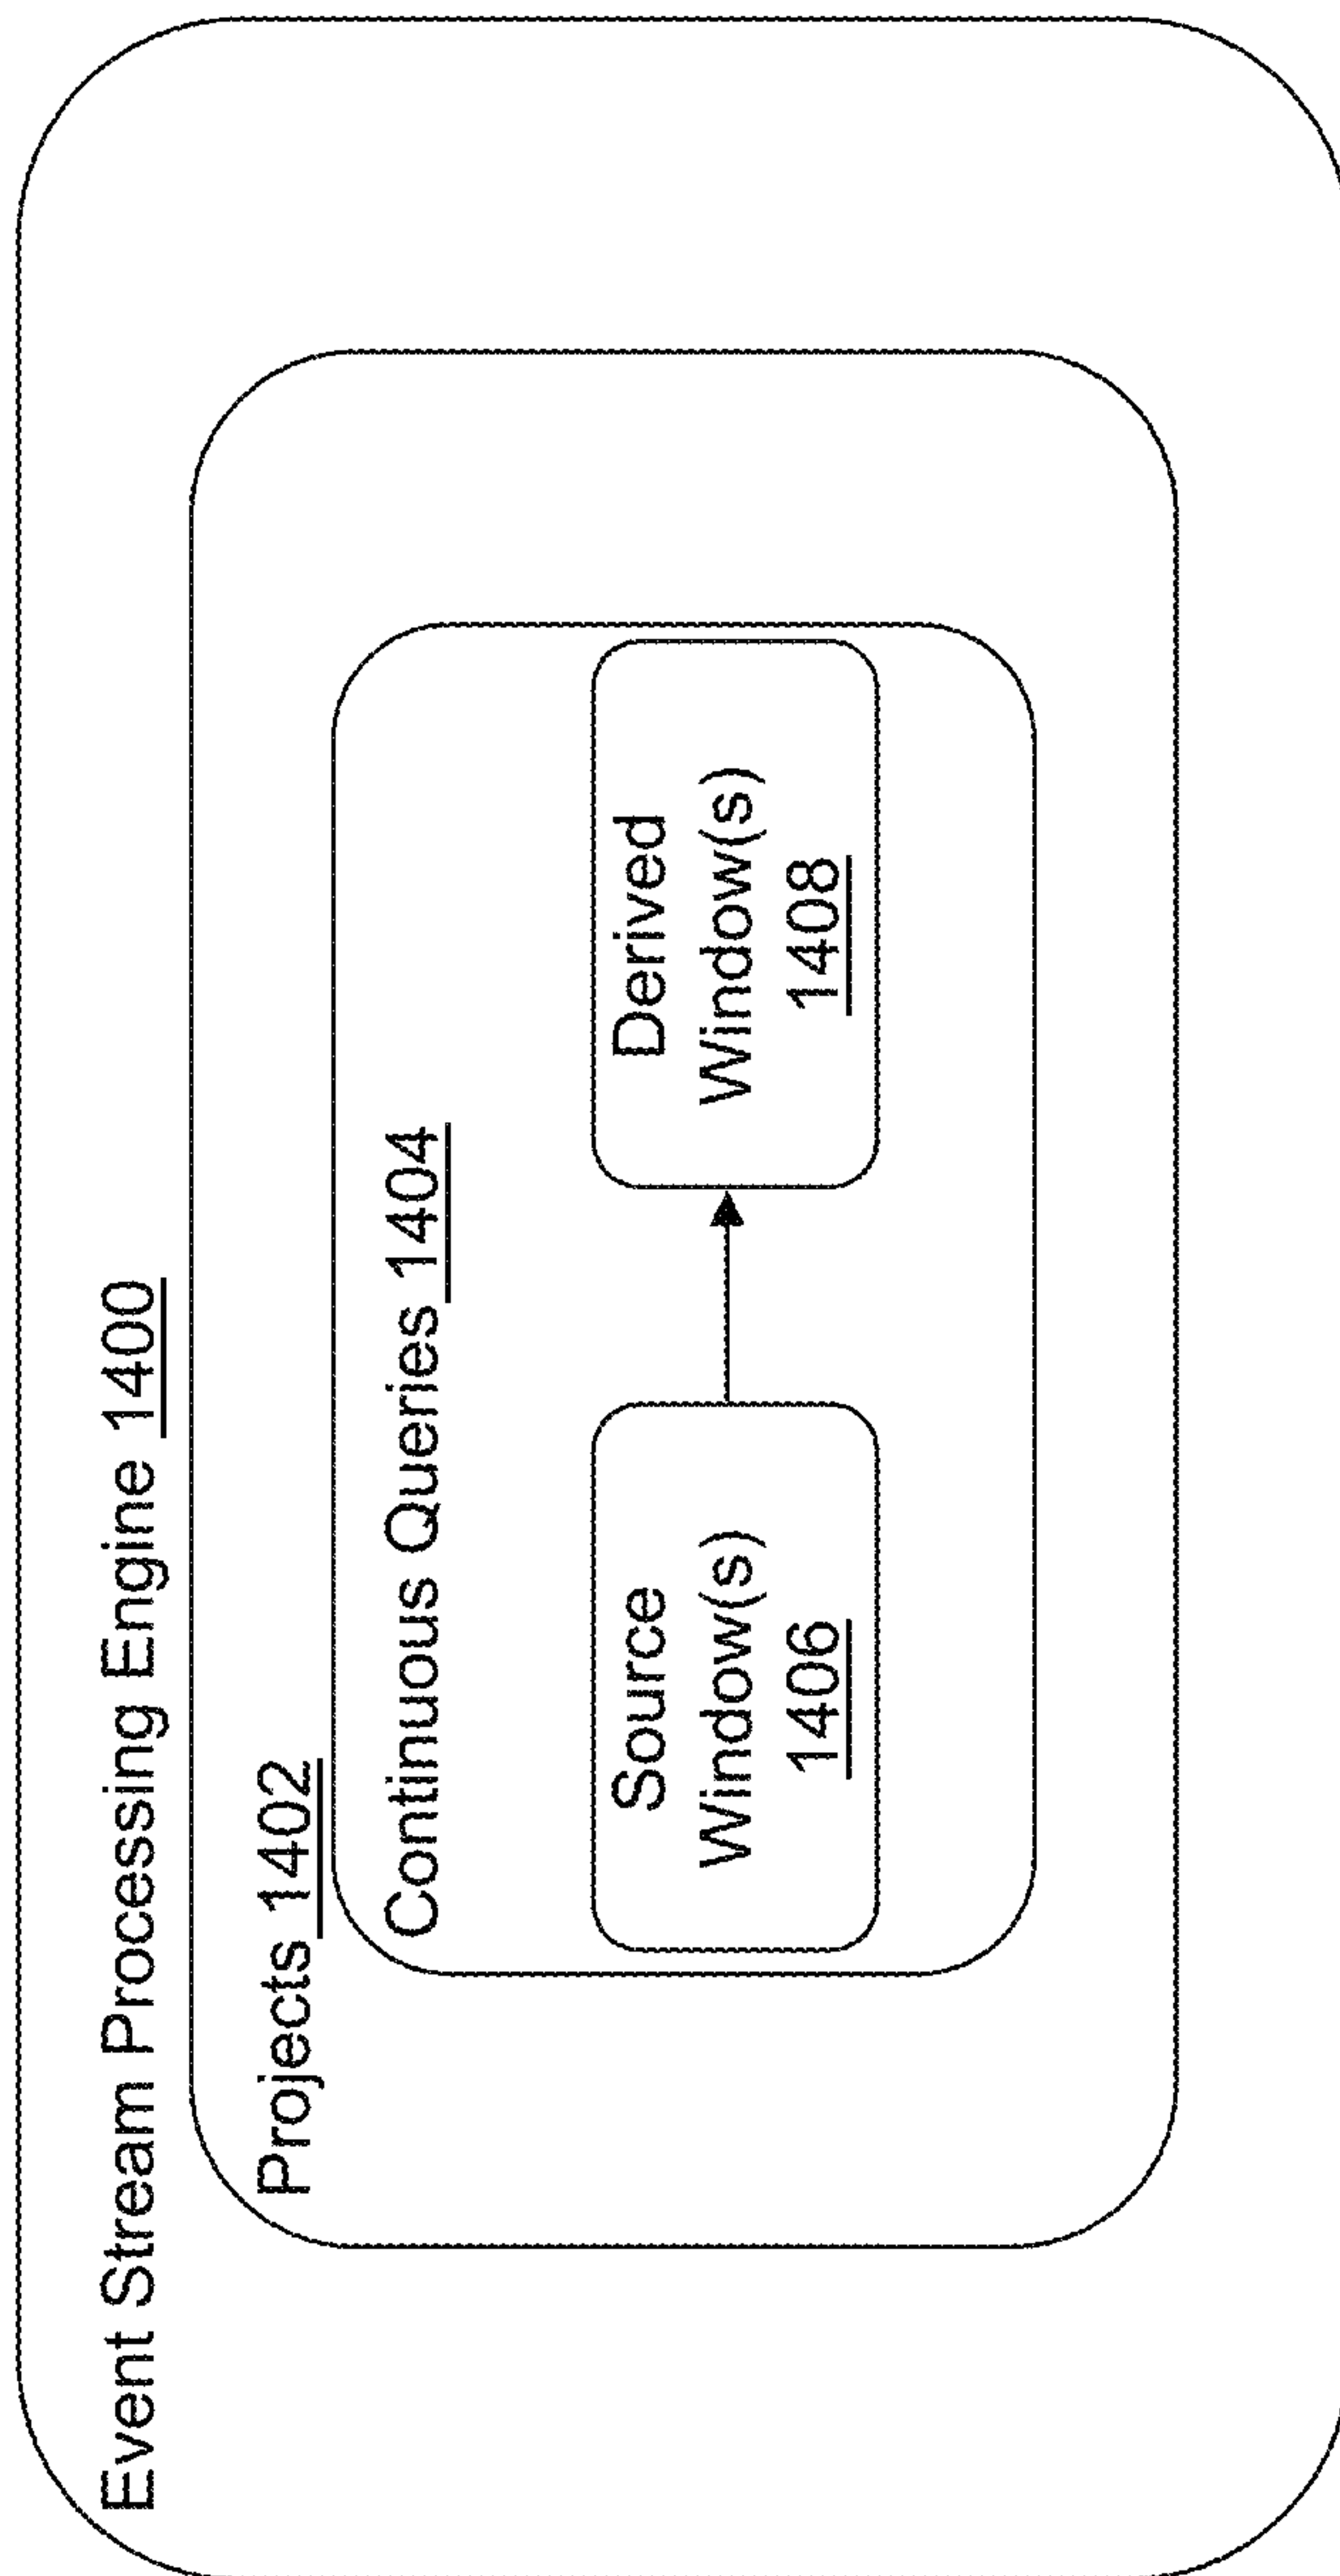 Event Stream Processing Engine 1400
Projects 1402
Continuous Queries 1404
Source
Window(s)
1406
Derived
Window(s)
1408